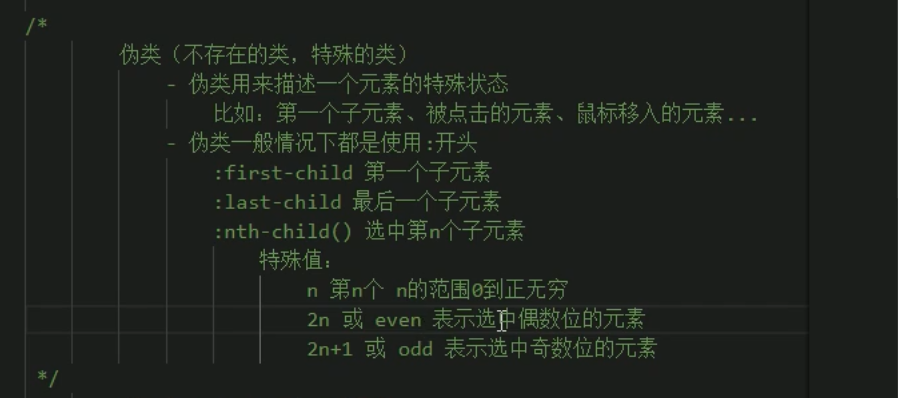 /*
伪类（不存在的类，特殊的类）
- 伪类用来描述一个元素的特殊状态
比如：第一个子元素、被点击的元素、鼠标移入的元素...
- 伪类一般情况下都是使用:开头
:first-child 第一个子元素
:last-child 最后一个子元素
:nth-child() 选中第n个子元素
特殊值：
n 第n个 n的范围0到正无穷
2n 或 even 表示选中偶数位的元素
2n+1 或 odd 表示选中奇数位的元素
*/